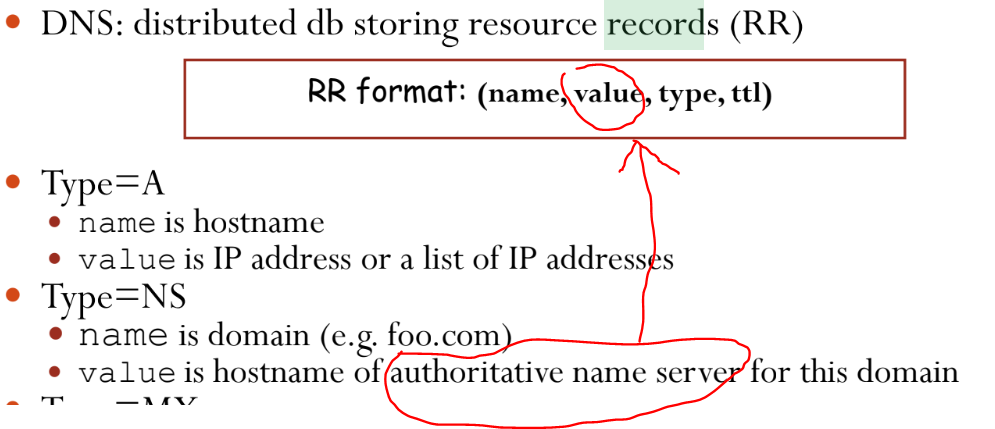 DNS: distributed db storing resource records (RR)
RR format: (name, value, type, ttl)
Type=A
name is hostname
value is IP address or a list of IP addresses
Type=NS
name is domain (e.g. foo.com)
value is hostname of authoritative name server for this domain